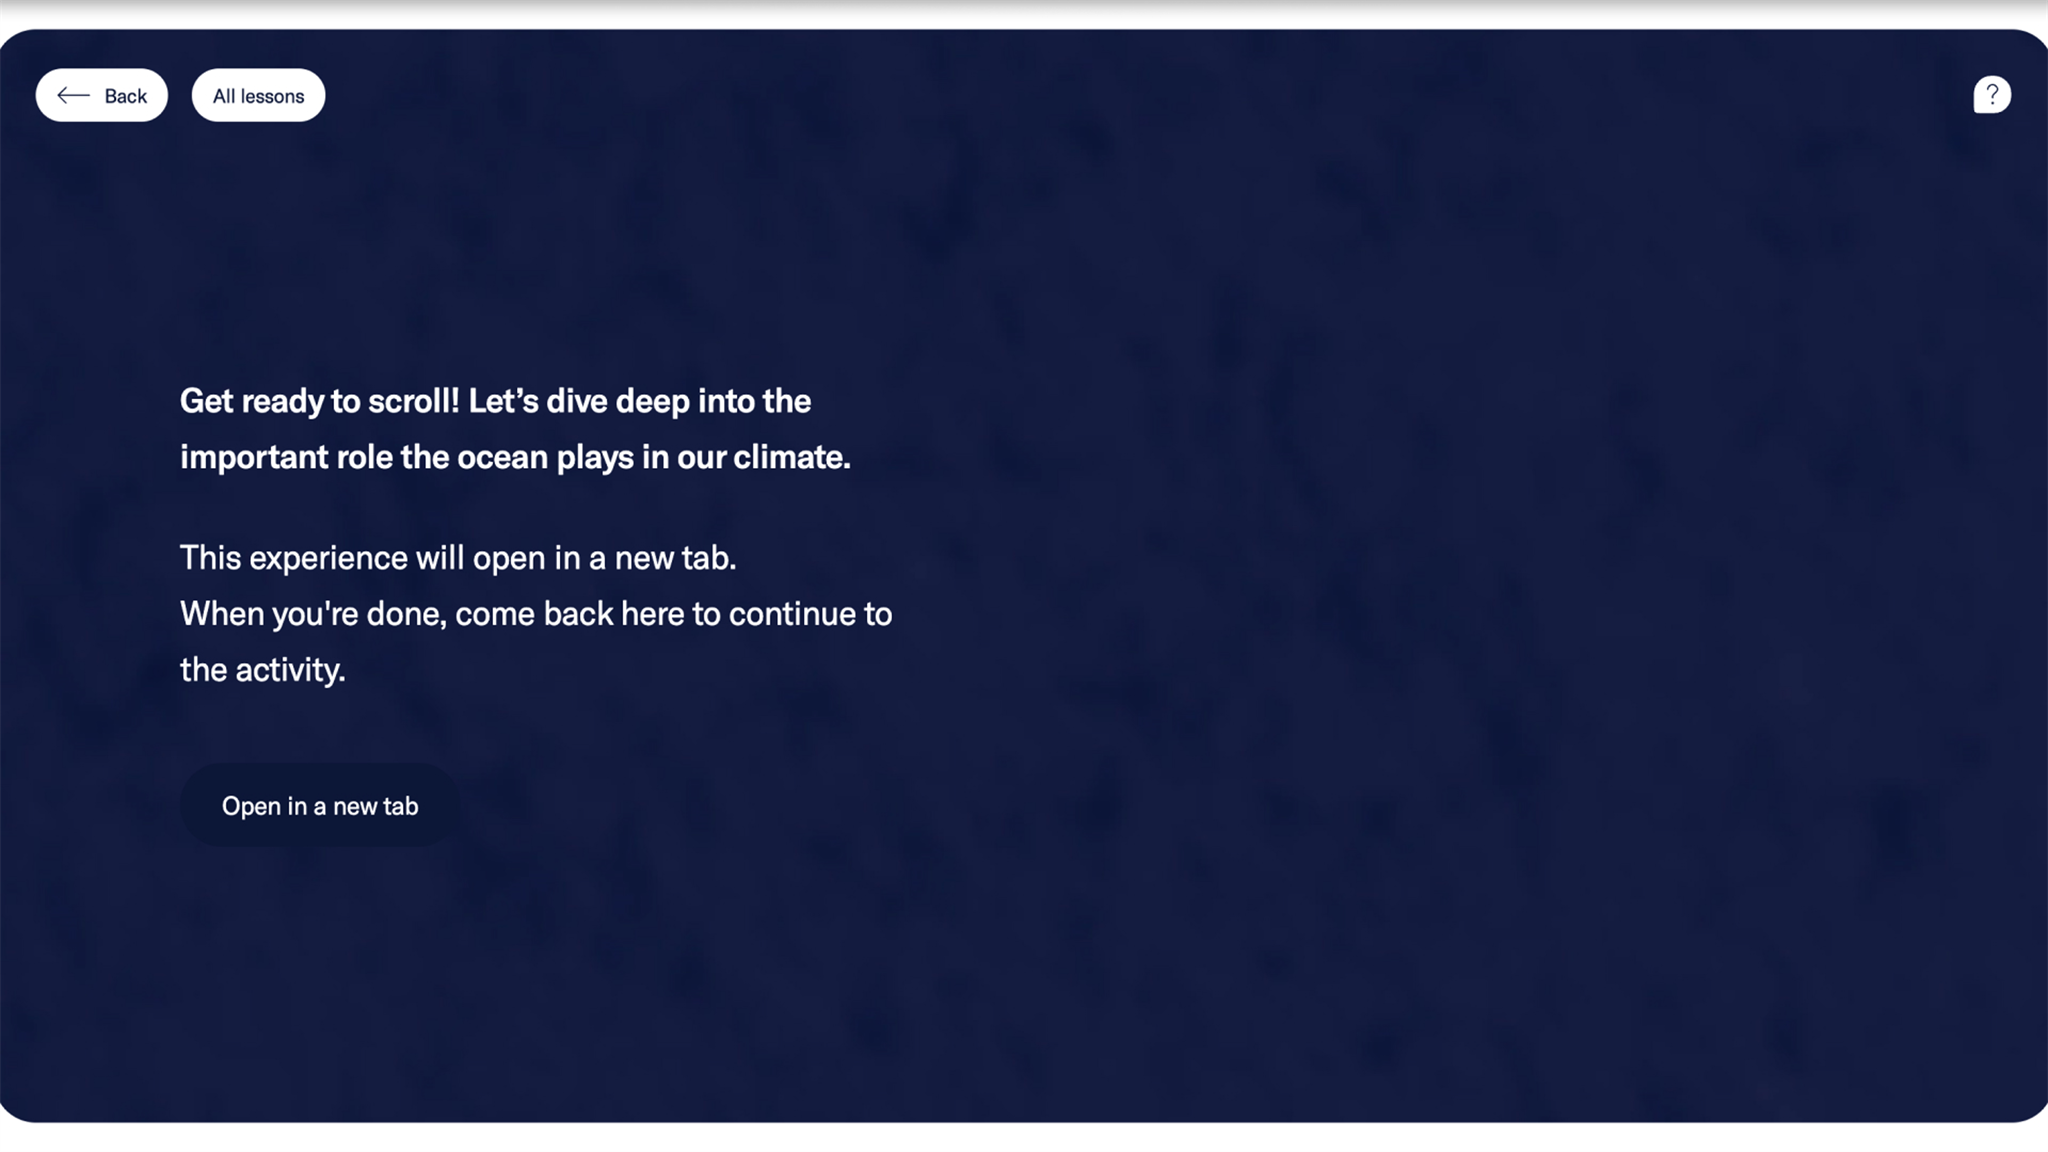 Back
All lessons
?
Get ready to scroll! Let’s dive deep into the
important role the ocean plays in our climate.
This experience will open in a new tab.
When you're done, come back here to continue to
the activity.
Open in a new tab